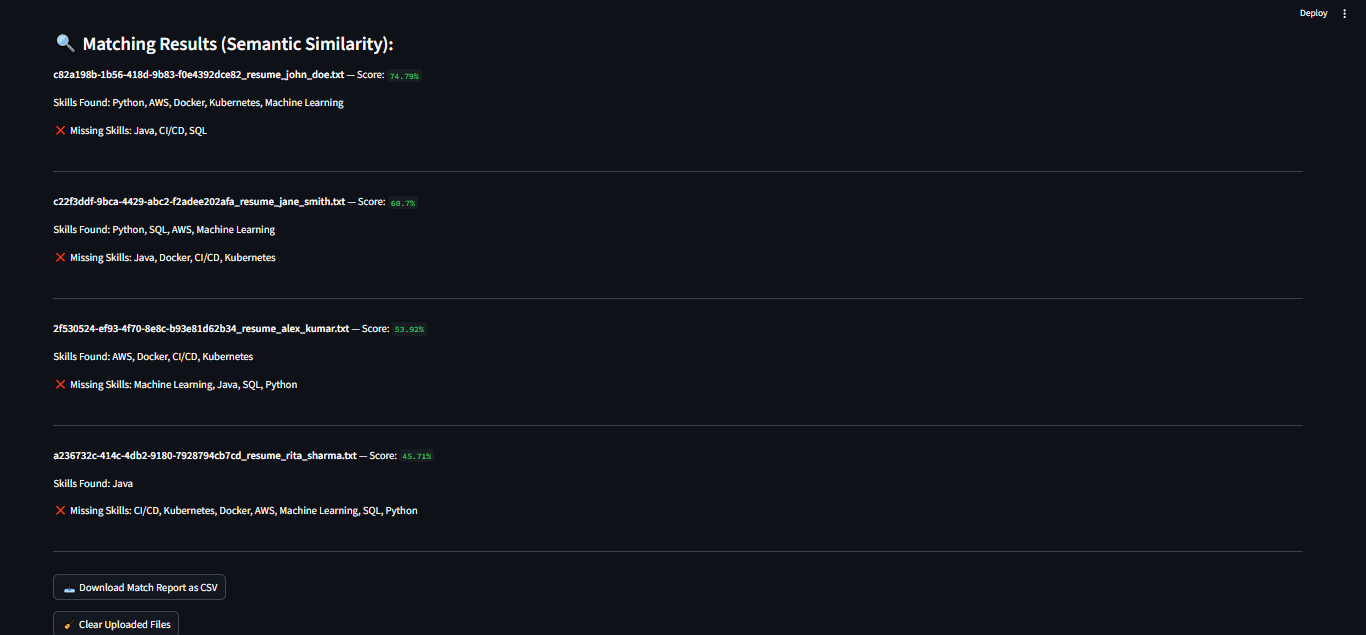 Deploy
Matching Results (Semantic Similarity):
c82a198b-1b56-418d-9b83-f0e4392dce82_resume_john_doe.txt — Score: 74.79%
Skills Found: Python, AWS, Docker, Kubernetes, Machine Learning
❌ Missing Skills: Java, CI/CD, SQL
c22f3ddf-9bca-4429-abc2-f2adee202afa_resume_jane_smith.txt — Score: 60.7%
Skills Found: Python, SQL, AWS, Machine Learning
❌ Missing Skills: Java, Docker, CI/CD, Kubernetes
2f530524-ef93-4f70-8e8c-b93e81d62b34_resume_alex_kumar.txt — Score: 53.92%
Skills Found: AWS, Docker, CI/CD, Kubernetes
❌ Missing Skills: Machine Learning, Java, SQL, Python
a236732c-414c-4db2-9180-7928794cb7cd_resume_rita_sharma.txt — Score: 45.71%
Skills Found: Java
❌ Missing Skills: CI/CD, Kubernetes, Docker, AWS, Machine Learning, SQL, Python
Download Match Report as CSV
Clear Uploaded Files